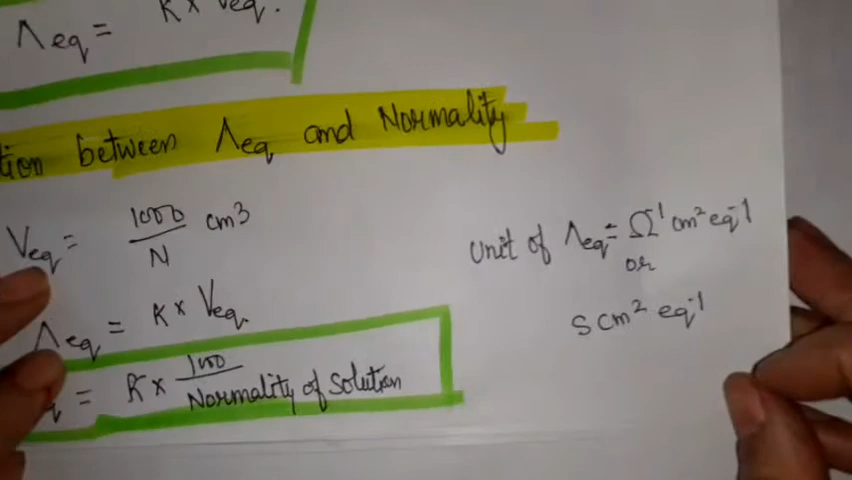 Λeq = K × Veq.
tion between Λeq and Normality
Veq = 1000/N cm³
Unit of Λeq = Ω⁻¹ cm² eq⁻¹
or
S cm² eq⁻¹
Λeq = K × Veq.
q = K × 1000/Normality of solution